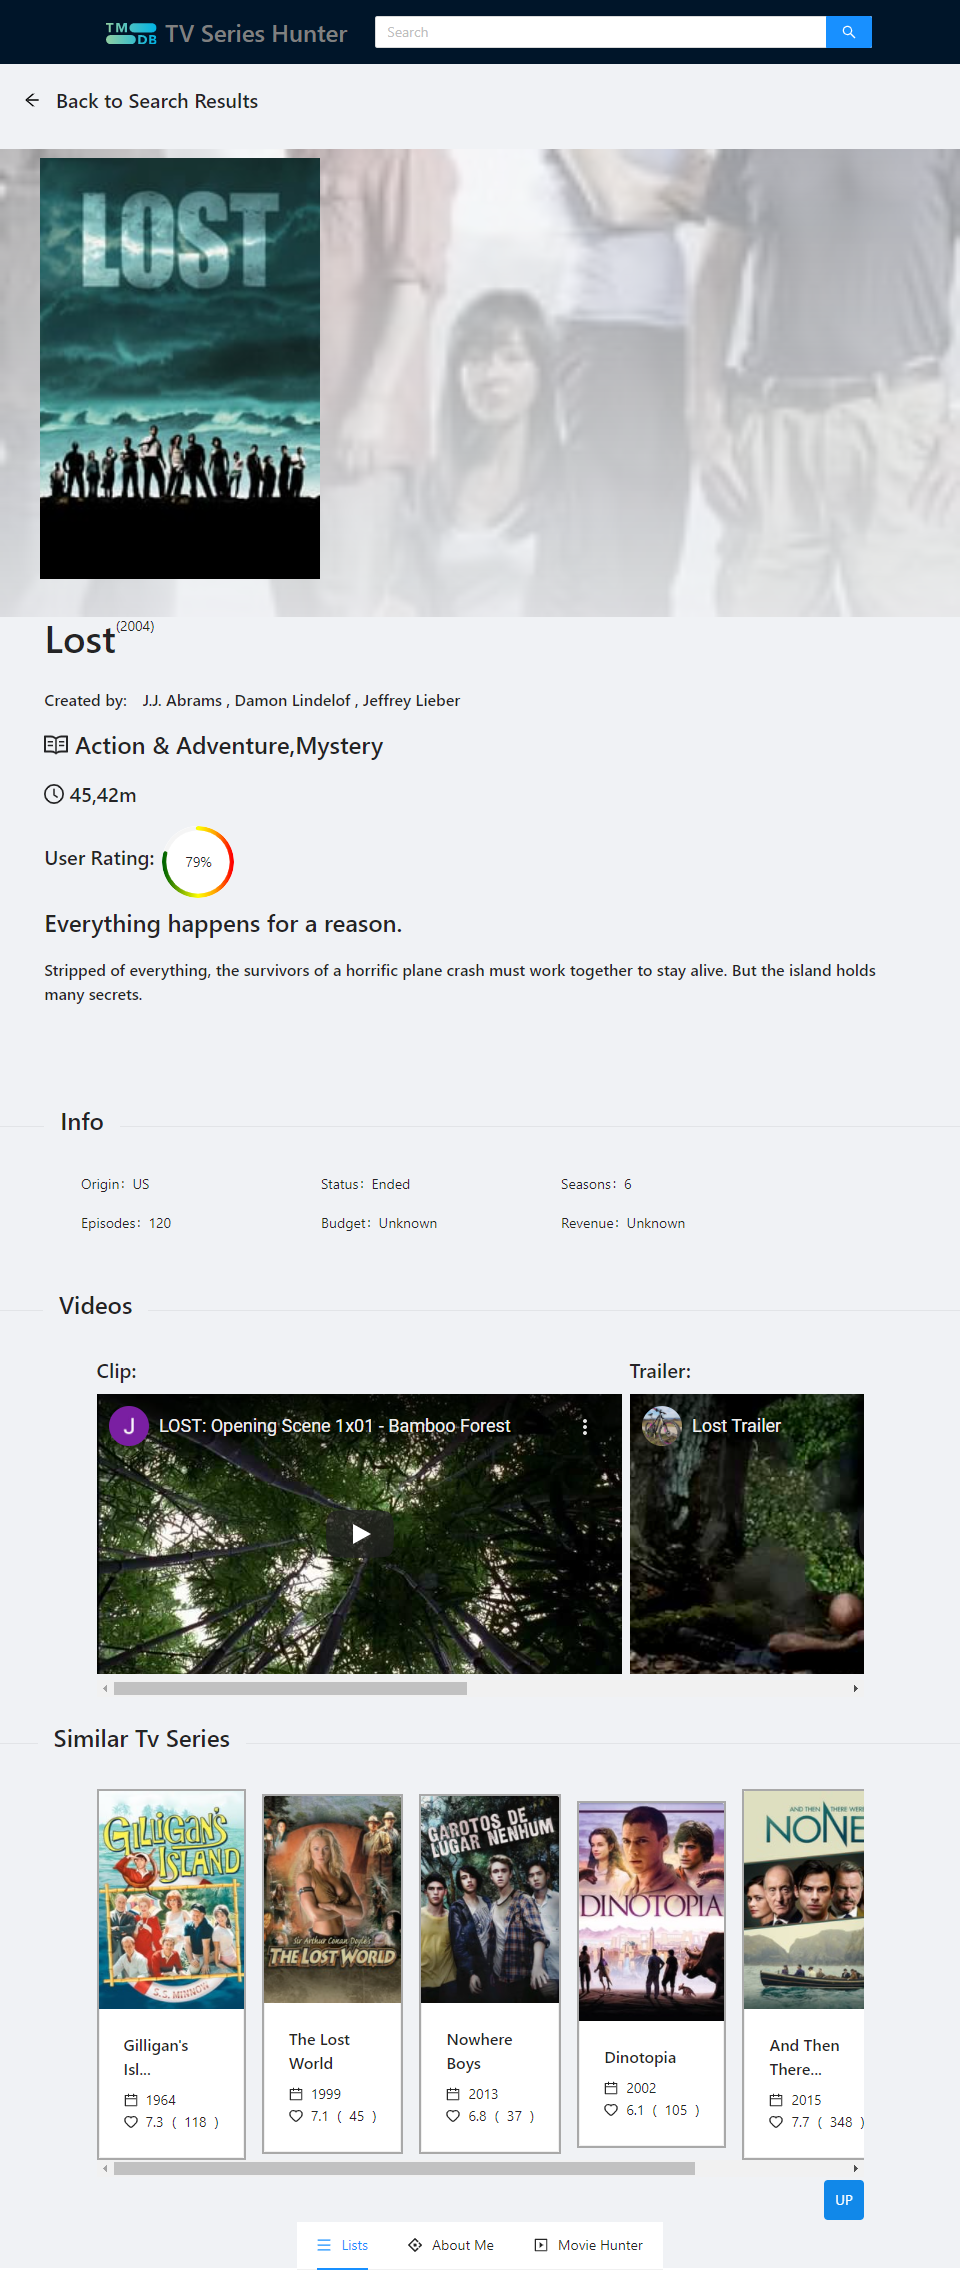 TM
DB
TV Series Hunter
Search
Back to Search Results
LOST
Lost(2004)
Created by: J.J. Abrams , Damon Lindelof , Jeffrey Lieber
Action & Adventure,Mystery
45,42m
User Rating: 79%
Everything happens for a reason.
Stripped of everything, the survivors of a horrific plane crash must work together to stay alive. But the island holds
many secrets.
Info
Origin: US Status: Ended Seasons: 6
Episodes: 120 Budget: Unknown Revenue: Unknown
Videos
Clip:
Trailer:
J LOST: Opening Scene 1x01 - Bamboo Forest
Lost Trailer
Similar Tv Series
GILLIGAN'S
ISLAND
S.S. MINNOW
Gilligan's
Isl...
1964
7.3 ( 118 )
Sir Arthur Conan Doyle's
THE LOST WORLD
The Lost
World
1999
7.1 ( 45 )
GAROTOS DE
LUGAR NENHUM
Nowhere
Boys
2013
6.8 ( 37 )
DINOTOPIA
Dinotopia
2002
6.1 ( 105 )
AND THEN THERE WERE
NONE
And Then
There...
2015
7.7 ( 348 )
UP
Lists
About Me
Movie Hunter